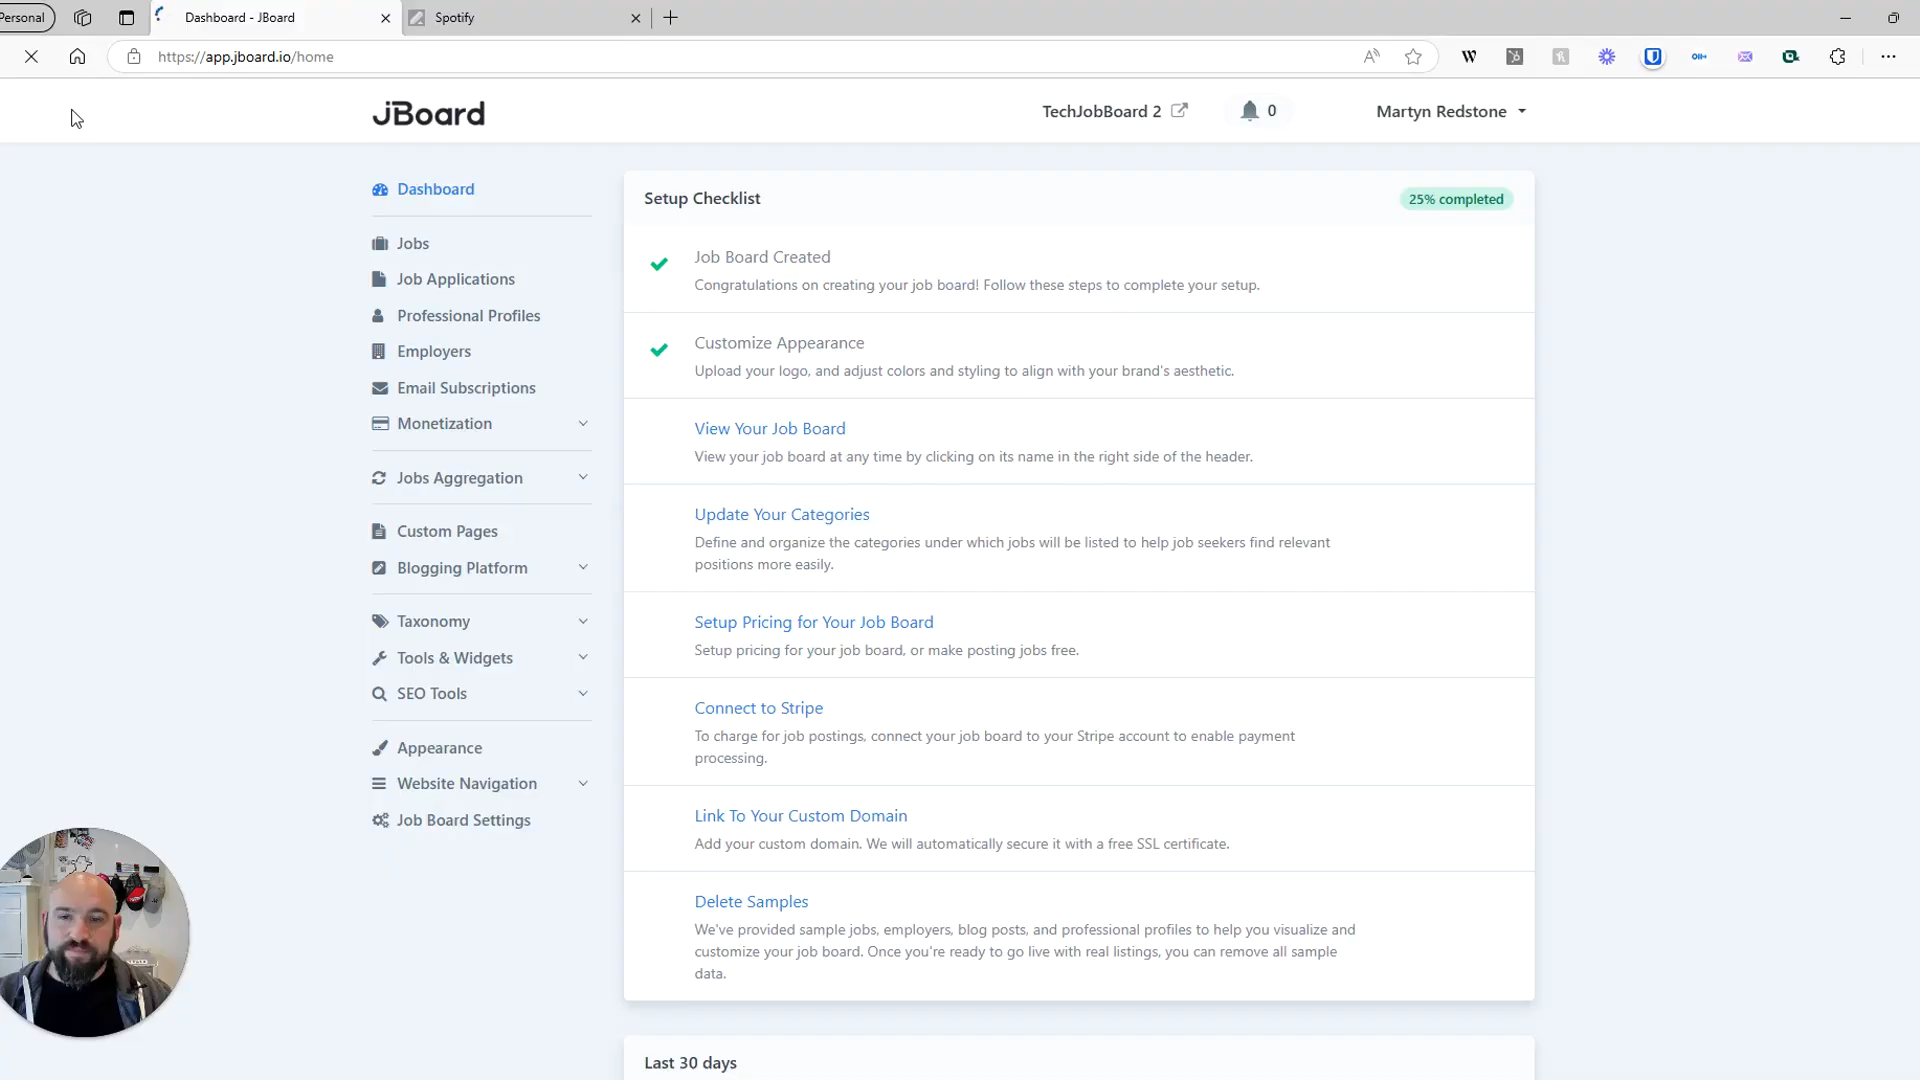 Personal
Dashboard - JBoard
Spotify
https://app.jboard.io/home
JBoard
TechJobBoard 2
0
Martyn Redstone
Dashboard
Jobs
Job Applications
Professional Profiles
Employers
Email Subscriptions
Monetization
Jobs Aggregation
Custom Pages
Blogging Platform
Taxonomy
Tools & Widgets
SEO Tools
Appearance
Website Navigation
Job Board Settings
Setup Checklist
25% completed
Job Board Created
Congratulations on creating your job board! Follow these steps to complete your setup.
Customize Appearance
Upload your logo, and adjust colors and styling to align with your brand's aesthetic.
View Your Job Board
View your job board at any time by clicking on its name in the right side of the header.
Update Your Categories
Define and organize the categories under which jobs will be listed to help job seekers find relevant
positions more easily.
Setup Pricing for Your Job Board
Setup pricing for your job board, or make posting jobs free.
Connect to Stripe
To charge for job postings, connect your job board to your Stripe account to enable payment
processing.
Link To Your Custom Domain
Add your custom domain. We will automatically secure it with a free SSL certificate.
Delete Samples
We've provided sample jobs, employers, blog posts, and professional profiles to help you visualize and
customize your job board. Once you're ready to go live with real listings, you can remove all sample
data.
Last 30 days